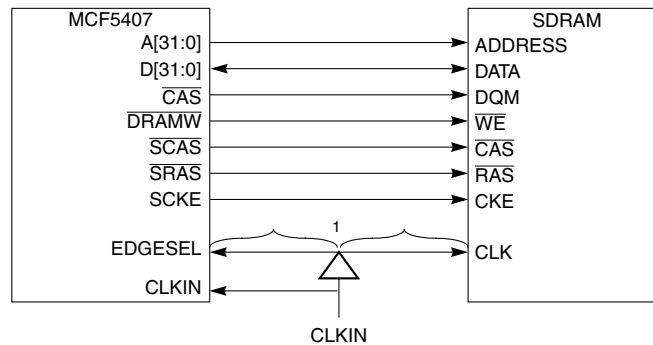 MCF5407 SDRAM
A[31:0] ADDRESS
D[31:0] DATA
CAS DQM
DRAMW WE
SCAS CAS
SRAS RAS
SCKE CKE
1
EDGESEL CLK
CLKIN
CLKIN